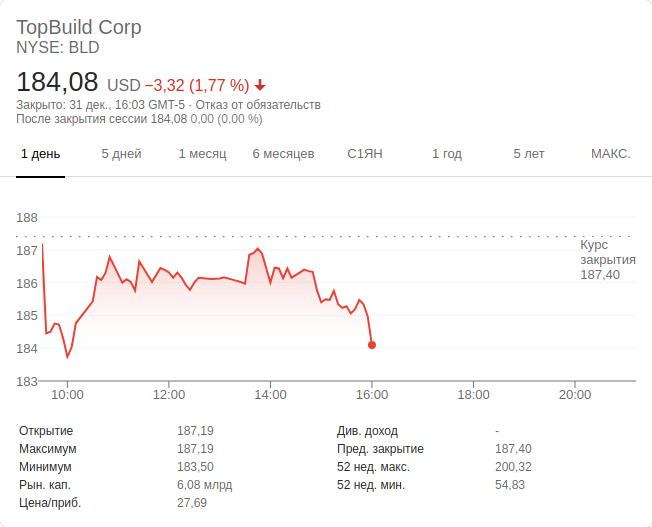 TopBuild Corp
NYSE: BLD
184,08 USD −3,32 (1,77 %)
Закрыто: 31 дек., 16:03 GMT-5 · Отказ от обязательств
После закрытия сессии 184,08 0,00 (0,00 %)
1 день 5 дней 1 месяц 6 месяцев С1ЯН 1 год 5 лет МАКС.
188
187
186
185
184
183
Курс
закрытия
187,40
10:00 12:00 14:00 16:00 18:00 20:00
Открытие 187,19 Див. доход -
Максимум 187,19 Пред. закрытие 187,40
Минимум 183,50 52 нед. макс. 200,32
Рын. кап. 6,08 млрд 52 нед. мин. 54,83
Цена/приб. 27,69